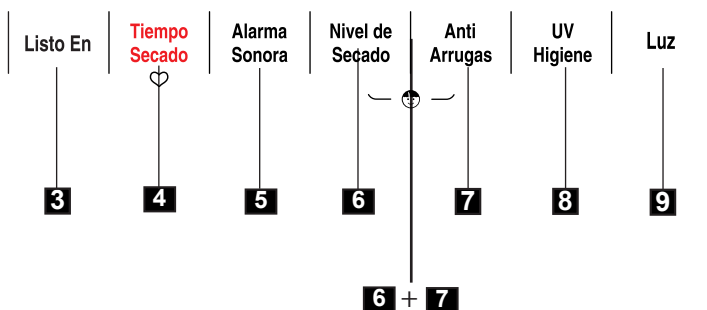 Listo En
Tiempo
Secado
Alarma
Sonora
Nivel de
Secado
Anti
Arrugas
UV
Higiene
Luz
3
4
5
6
7
8
9
6 + 7